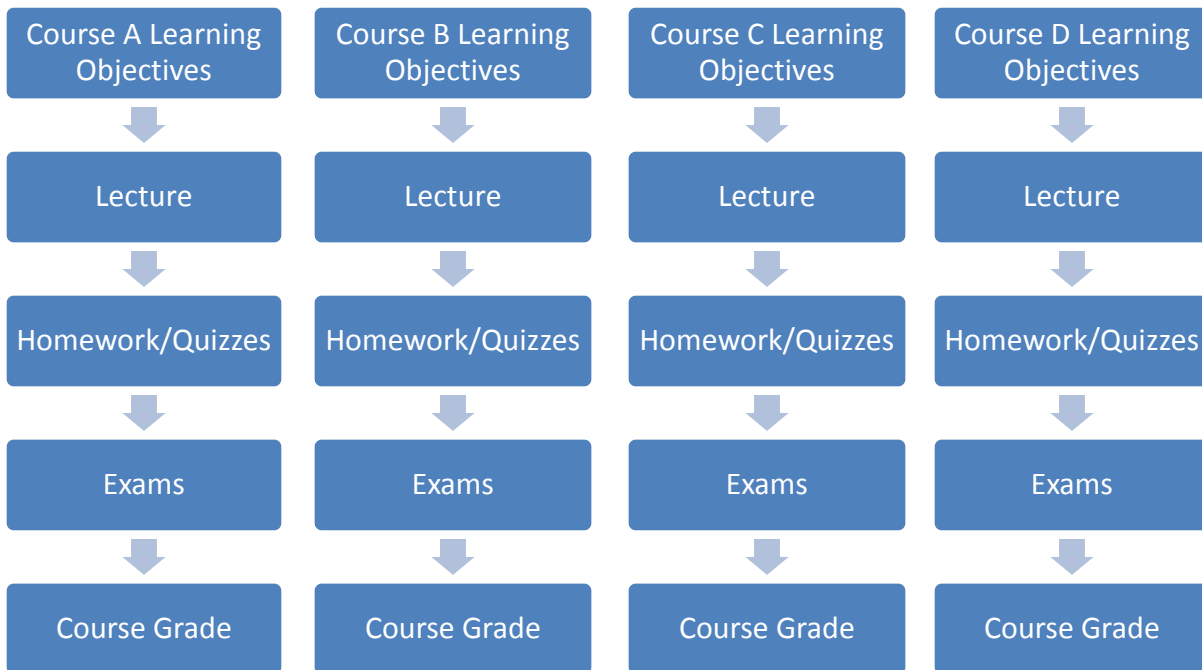 Course A Learning
Objectives
Course B Learning
Objectives
Course C Learning
Objectives
Course D Learning
Objectives
Lecture
Lecture
Lecture
Lecture
Homework/Quizzes
Homework/Quizzes
Homework/Quizzes
Homework/Quizzes
Exams
Exams
Exams
Exams
Course Grade
Course Grade
Course Grade
Course Grade